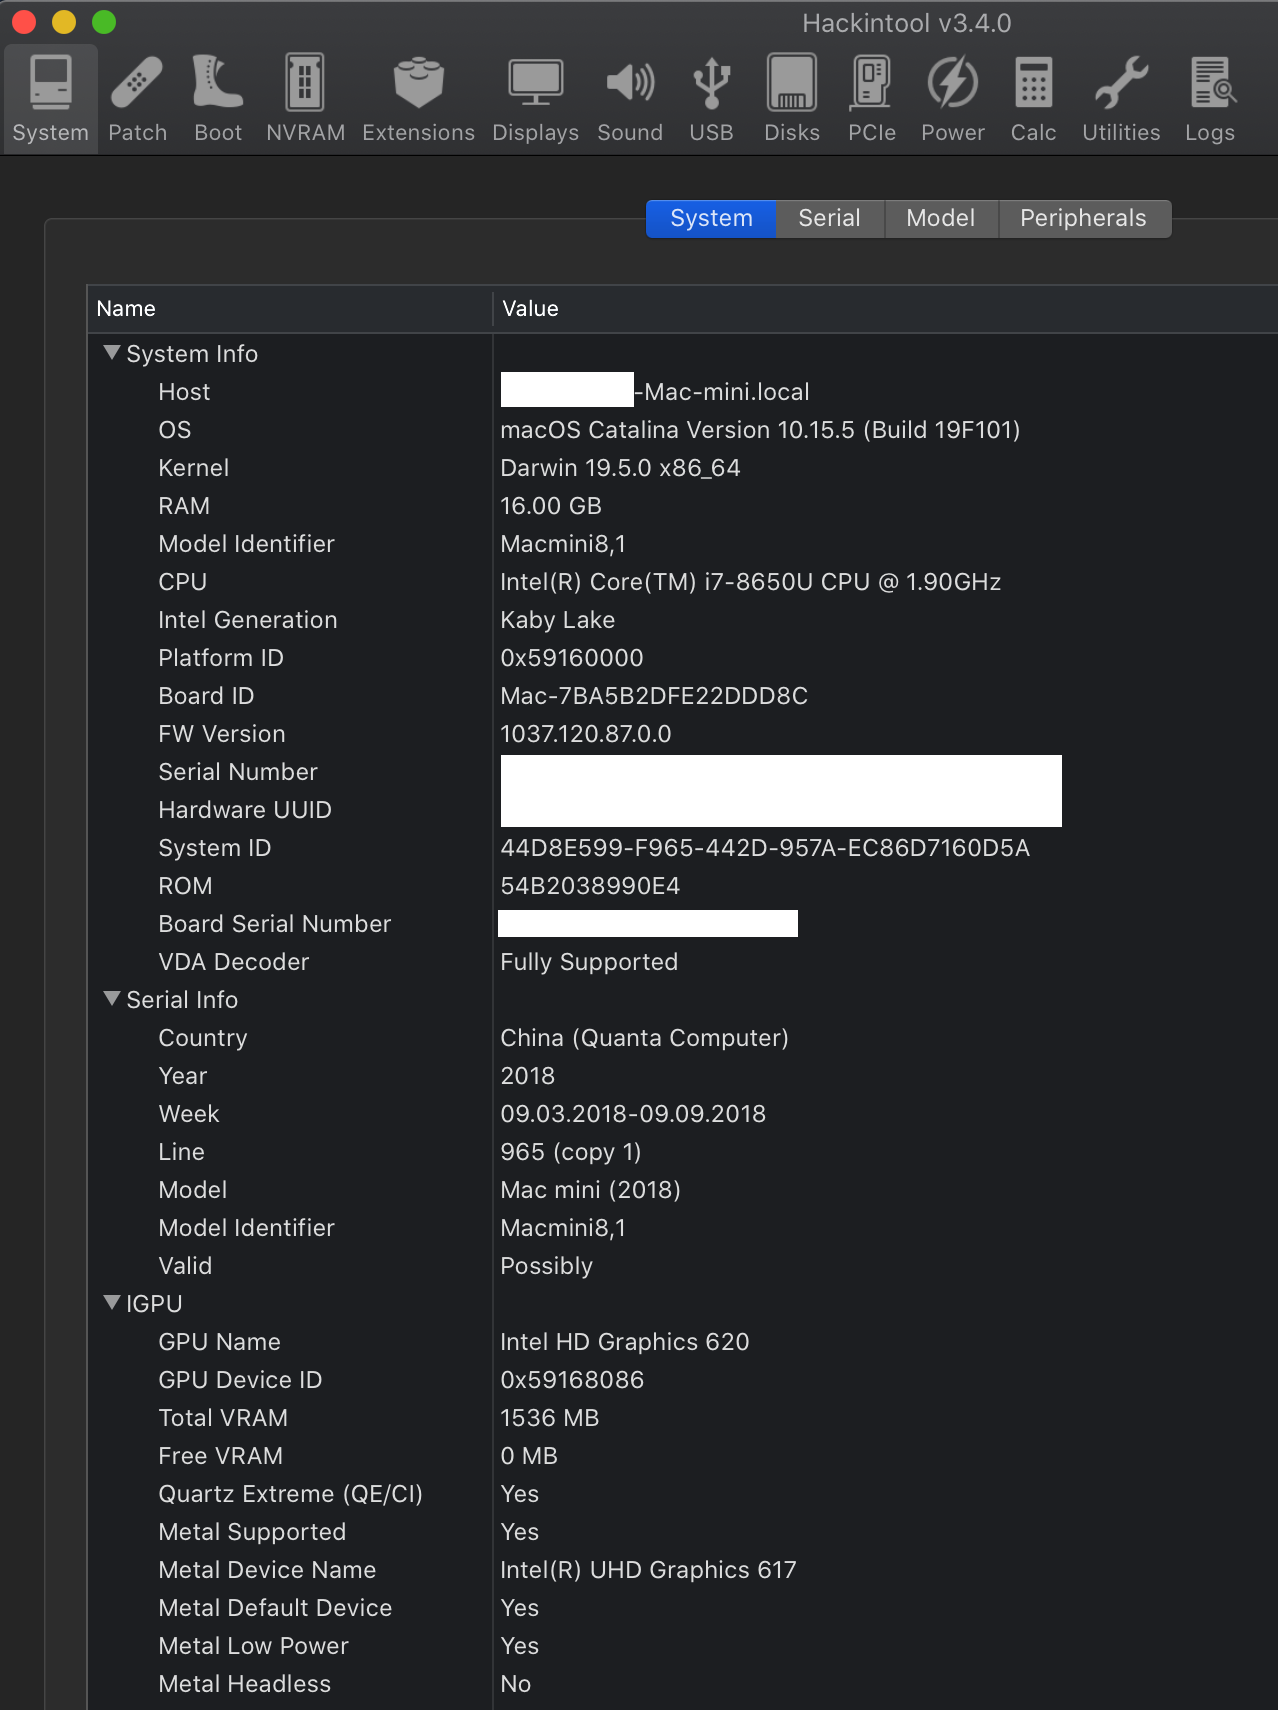 Hackintool v3.4.0
System Patch Boot NVRAM Extensions Displays Sound USB Disks PCIe Power Calc Utilities Logs
System Serial Model Peripherals
Name Value
System Info
Host -Mac-mini.local
OS macOS Catalina Version 10.15.5 (Build 19F101)
Kernel Darwin 19.5.0 x86_64
RAM 16.00 GB
Model Identifier Macmini8,1
CPU Intel(R) Core(TM) i7-8650U CPU @ 1.90GHz
Intel Generation Kaby Lake
Platform ID 0x59160000
Board ID Mac-7BA5B2DFE22DDD8C
FW Version 1037.120.87.0.0
Serial Number
Hardware UUID
System ID 44D8E599-F965-442D-957A-EC86D7160D5A
ROM 54B2038990E4
Board Serial Number
VDA Decoder Fully Supported
Serial Info
Country China (Quanta Computer)
Year 2018
Week 09.03.2018-09.09.2018
Line 965 (copy 1)
Model Mac mini (2018)
Model Identifier Macmini8,1
Valid Possibly
IGPU
GPU Name Intel HD Graphics 620
GPU Device ID 0x59168086
Total VRAM 1536 MB
Free VRAM 0 MB
Quartz Extreme (QE/CI) Yes
Metal Supported Yes
Metal Device Name Intel(R) UHD Graphics 617
Metal Default Device Yes
Metal Low Power Yes
Metal Headless No